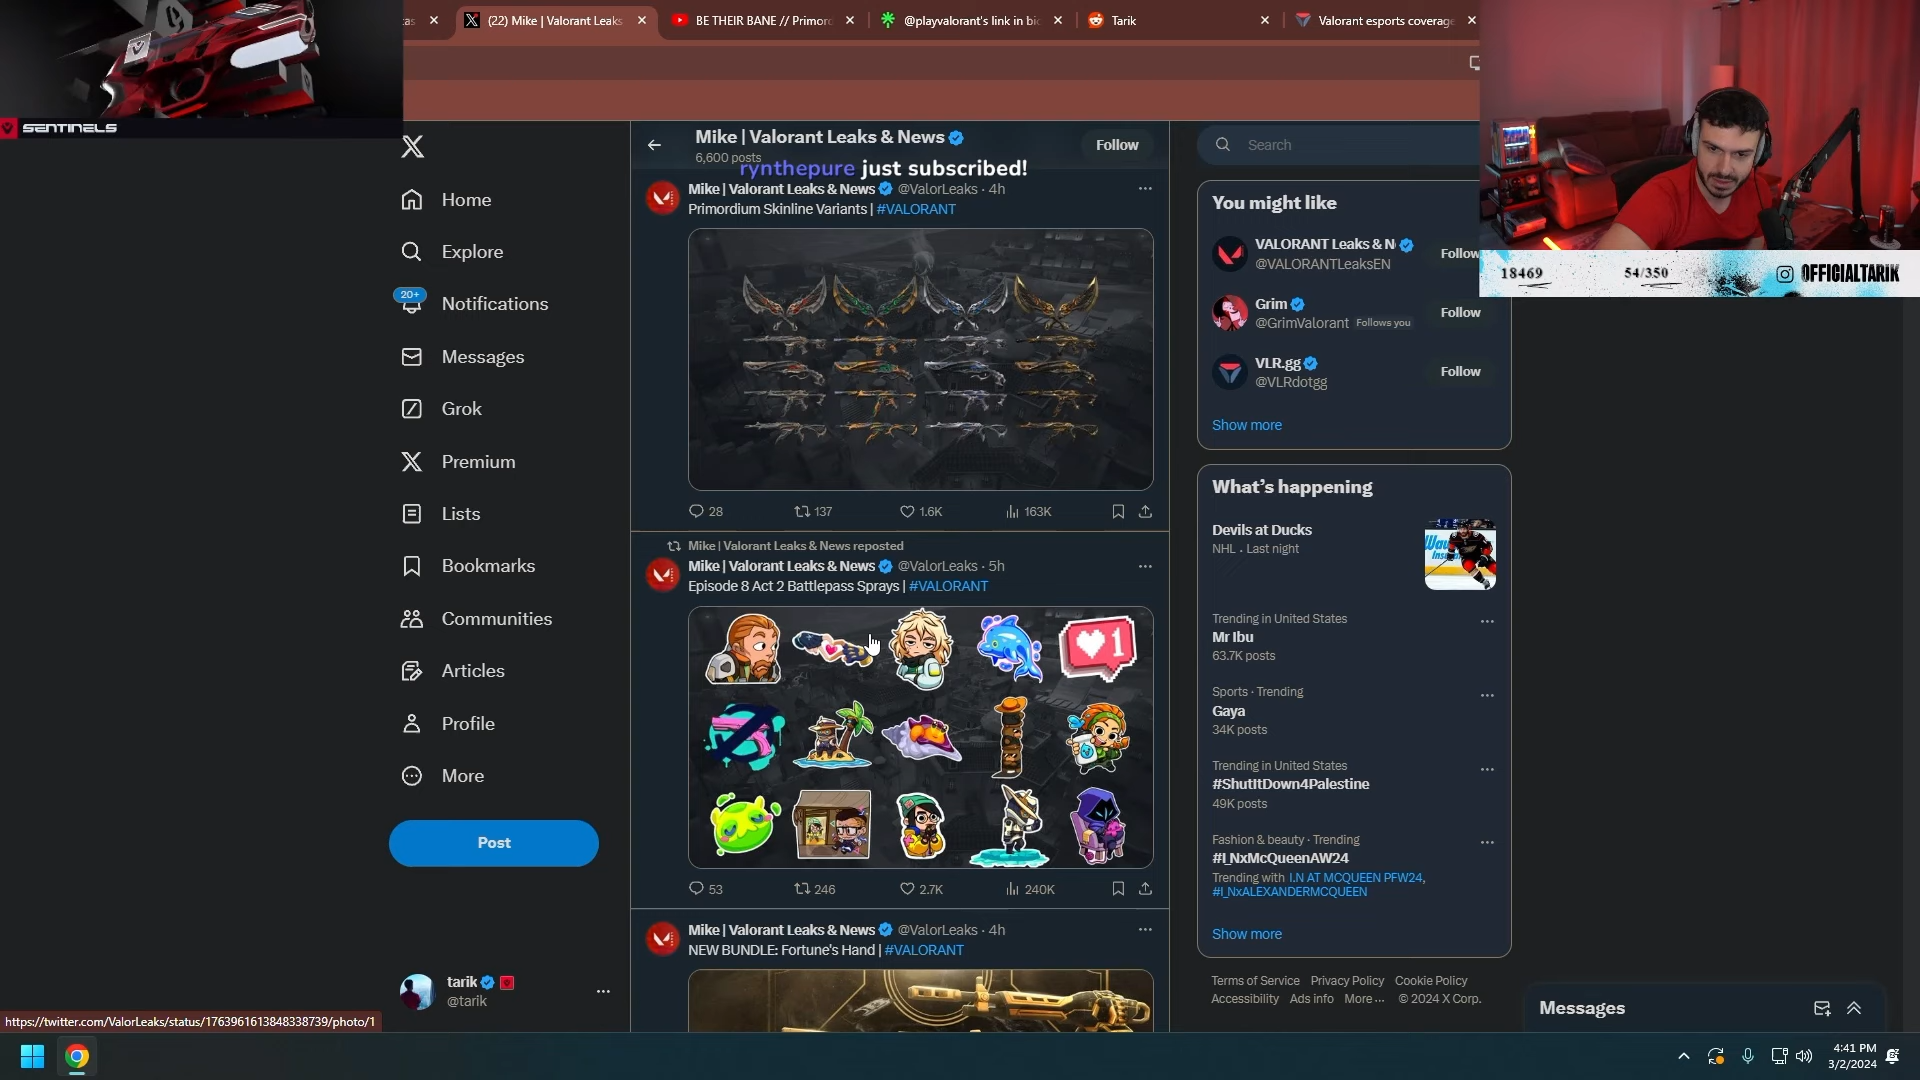 SENTINELS
(22) Mike | Valorant Leaks
BE THEIR BANE // Primor
@playvalorant's link in bi
Tarik
Valorant esports coverage
Home
Explore
20+
Notifications
Messages
Grok
Premium
Lists
Bookmarks
Communities
Articles
Profile
More
Post
tarik
@tarik
https://twitter.com/ValorLeaks/status/1763961613848338739/photo/1
Mike | Valorant Leaks & News
6,600 posts
Follow
rynthepure just subscribed!
Mike | Valorant Leaks & News @ValorLeaks · 4h
Primordium Skinline Variants | #VALORANT
28 137 1.6K 163K
Mike | Valorant Leaks & News reposted
Mike | Valorant Leaks & News @ValorLeaks · 5h
Episode 8 Act 2 Battlepass Sprays | #VALORANT
1
53 246 2.7K 240K
Mike | Valorant Leaks & News @ValorLeaks · 4h
NEW BUNDLE: Fortune's Hand | #VALORANT
Search
You might like
VALORANT Leaks & N
@VALORANTLeaksEN
Follow
Grim
@GrimValorant Follows you
Follow
VLR.gg
@VLRdotgg
Follow
Show more
What's happening
Devils at Ducks
NHL · Last night
Trending in United States
Mr Ibu
63.7K posts
Sports · Trending
Gaya
34K posts
Trending in United States
#ShutItDown4Palestine
49K posts
Fashion & beauty · Trending
#I_NxMcQueenAW24
Trending with I.N AT MCQUEEN PFW24,
#I_NxALEXANDERMCQUEEN
Show more
Terms of Service Privacy Policy Cookie Policy
Accessibility Ads info More ··· © 2024 X Corp.
18469 54/350 OFFICIALTARIK
Messages
4:41 PM
3/2/2024